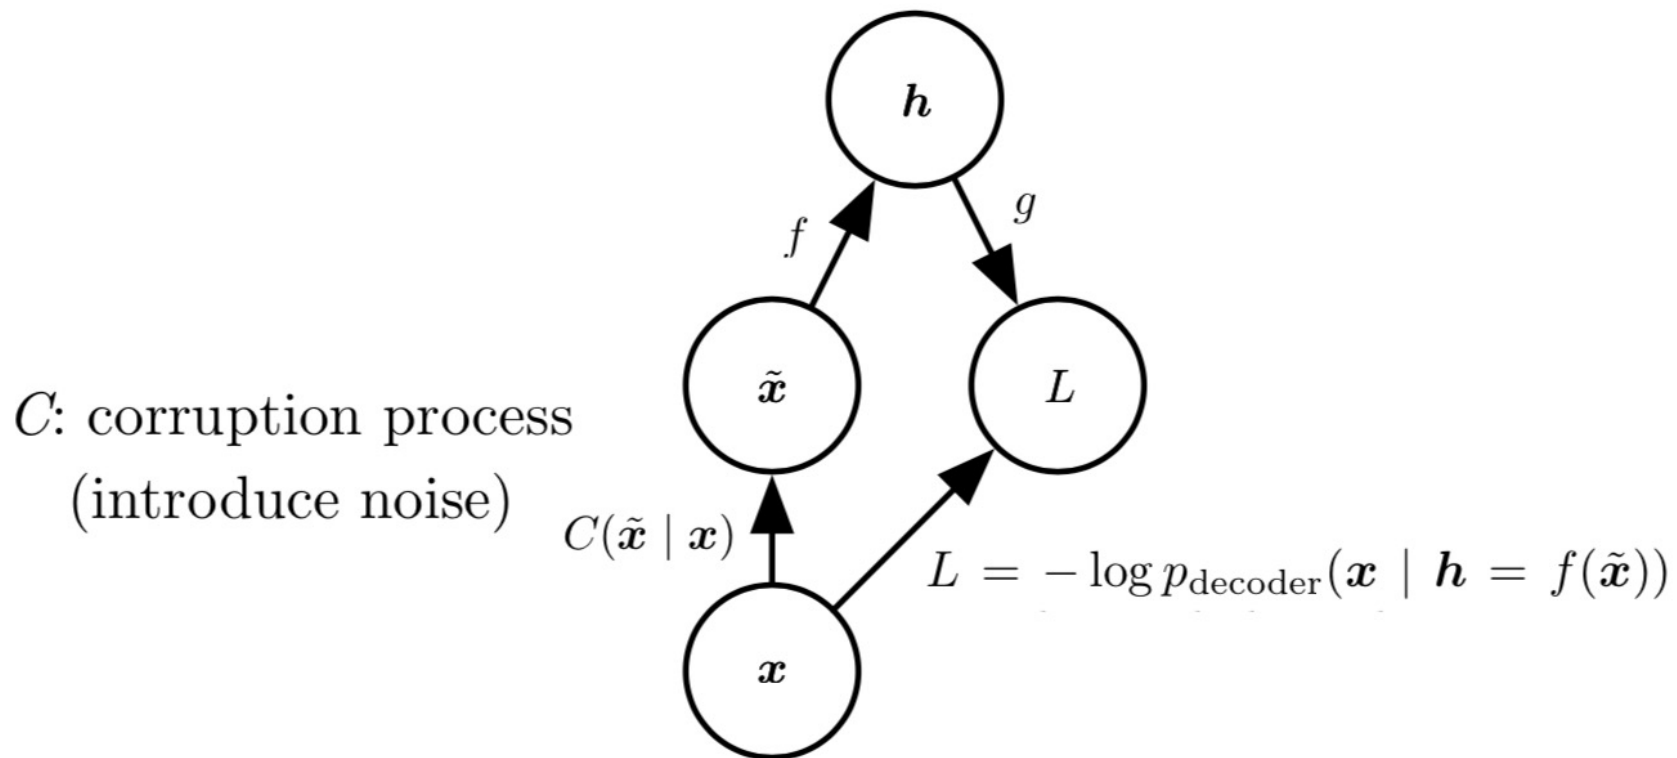 h
f
g
x̃
L
C: corruption process
(introduce noise)
C(x̃ | x)
L = − log p_decoder(x | h = f(x̃))
x